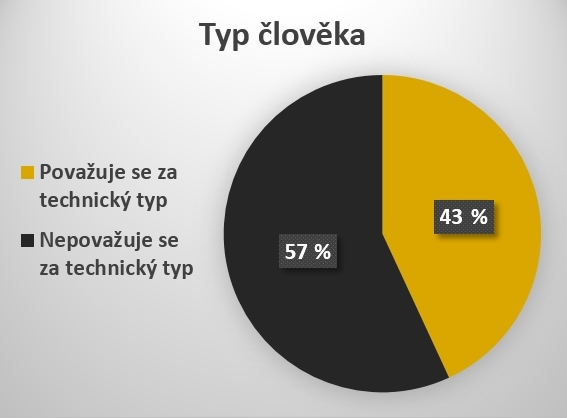 Typ člověka
Považuje se za
technický typ
Nepovažuje se
za technický typ
43 %
57 %